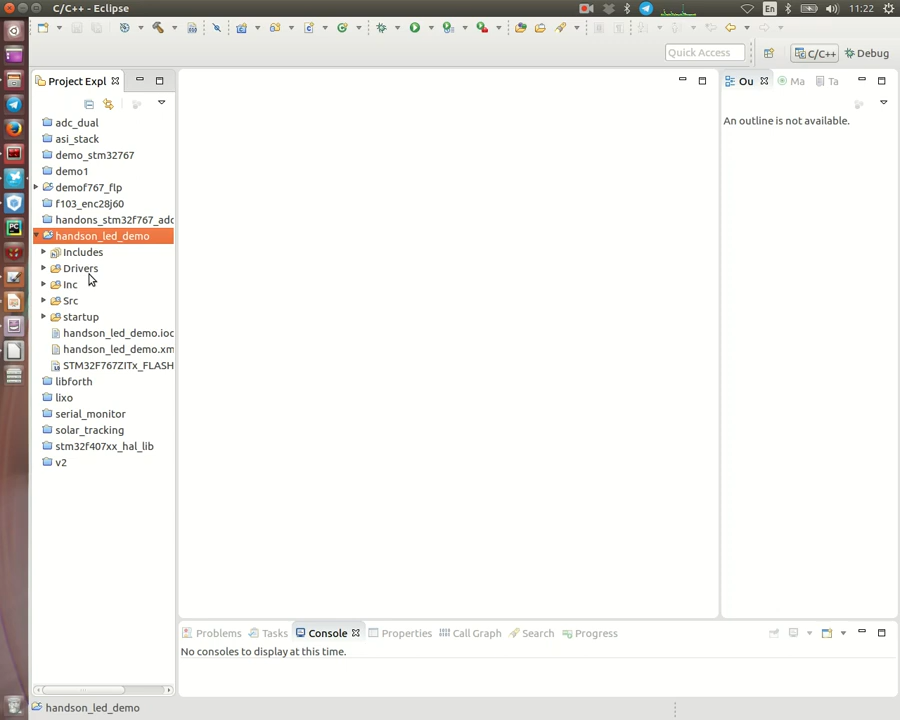 C/C++ - Eclipse
En
11:22
Quick Access
C/C++
Debug
Project Expl
Ou
Ma
Ta
adc_dual
asi_stack
demo_stm32767
demo1
demof767_flp
f103_enc28j60
handons_stm32f767_adc
handson_led_demo
Includes
Drivers
Inc
Src
startup
handson_led_demo.ioc
handson_led_demo.xm
STM32F767ZITx_FLASH
libforth
lixo
serial_monitor
solar_tracking
stm32f407xx_hal_lib
v2
An outline is not available.
Problems
Tasks
Console
Properties
Call Graph
Search
Progress
No consoles to display at this time.
handson_led_demo